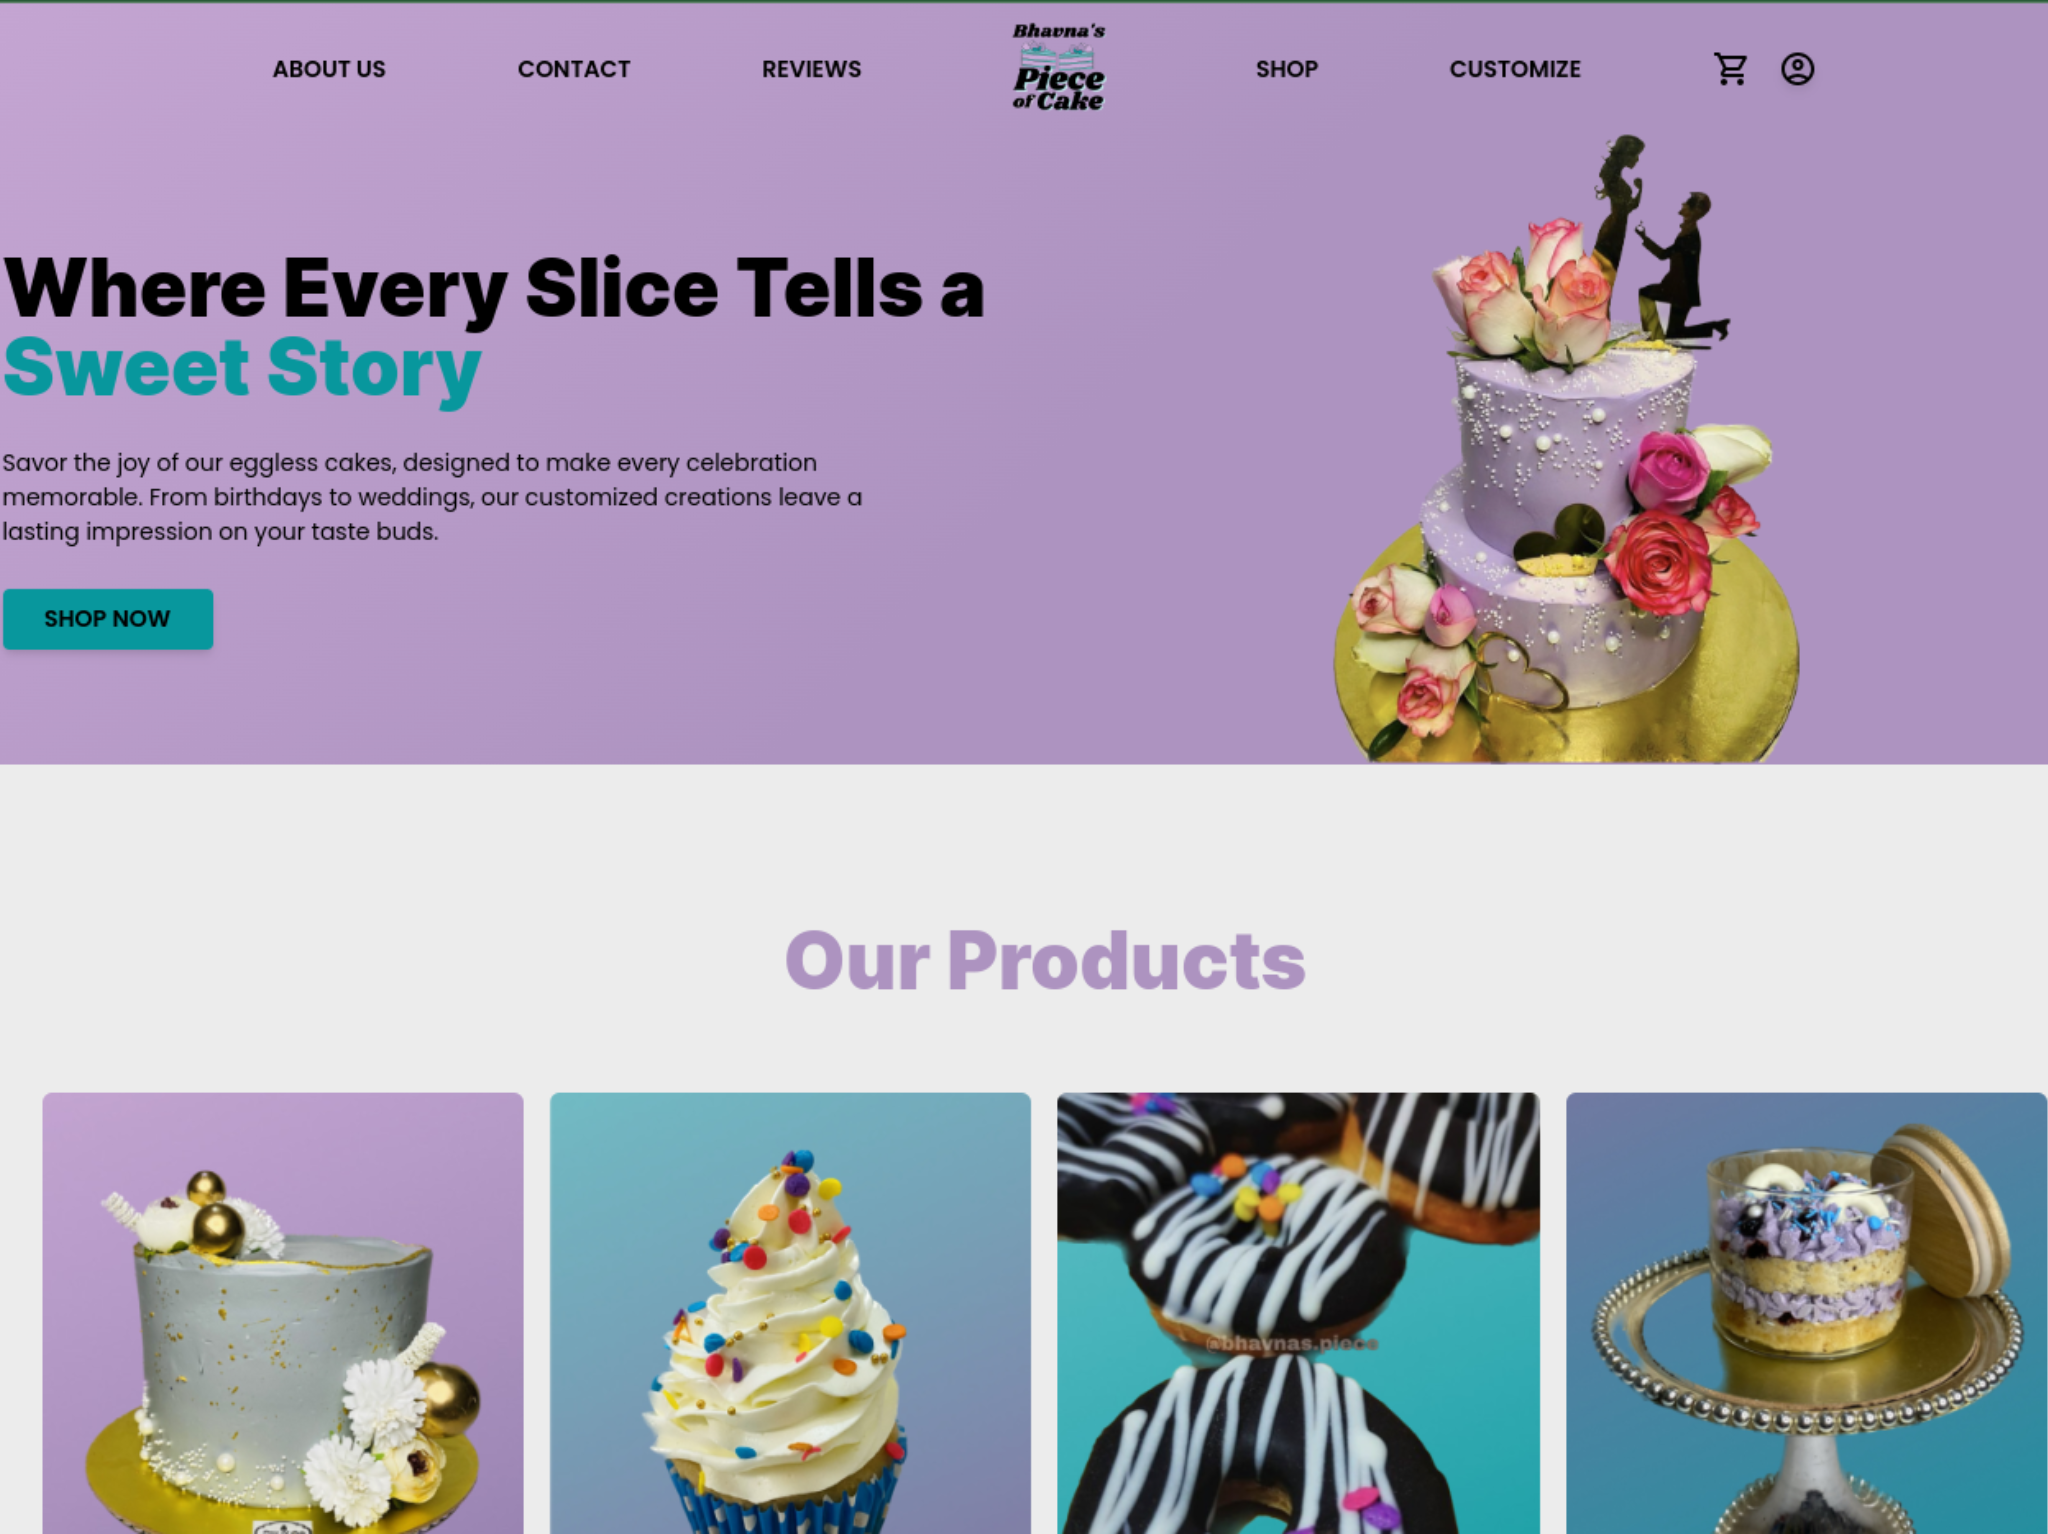 ABOUT US
CONTACT
REVIEWS
Bhavna's
Piece
of Cake
SHOP
CUSTOMIZE
Where Every Slice Tells a
Sweet Story
Savor the joy of our eggless cakes, designed to make every celebration
memorable. From birthdays to weddings, our customized creations leave a
lasting impression on your taste buds.
SHOP NOW
Our Products
@bhavnas.piece